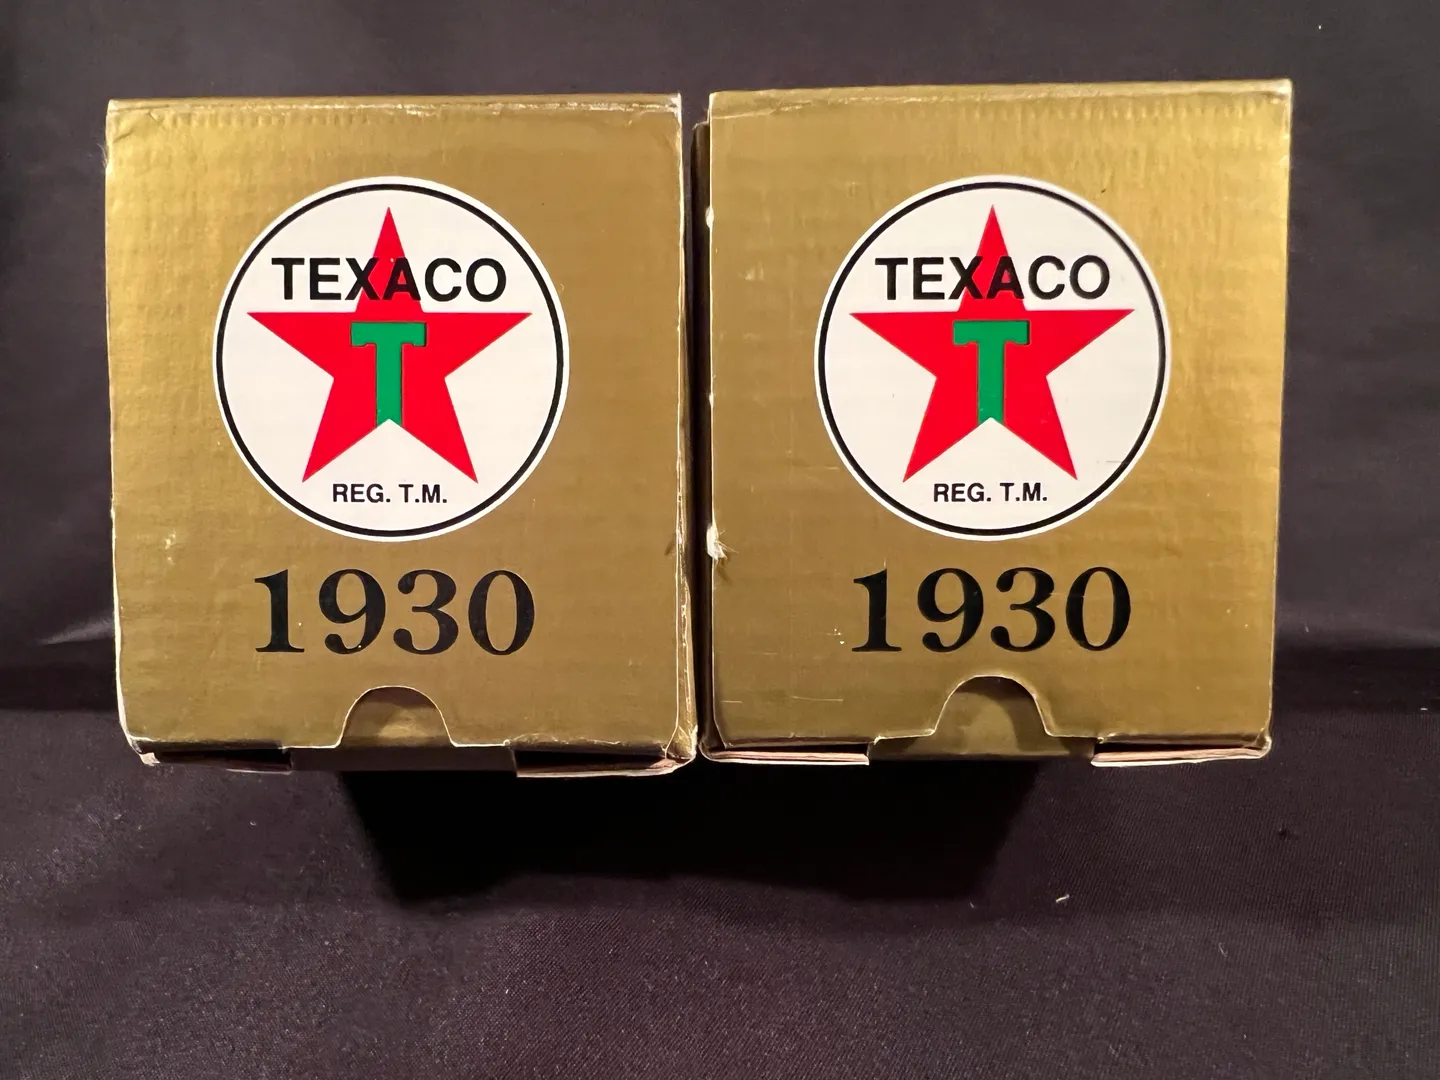 TEXACO
T
REG. T.M.
1930
TEXACO
T
REG. T.M.
1930